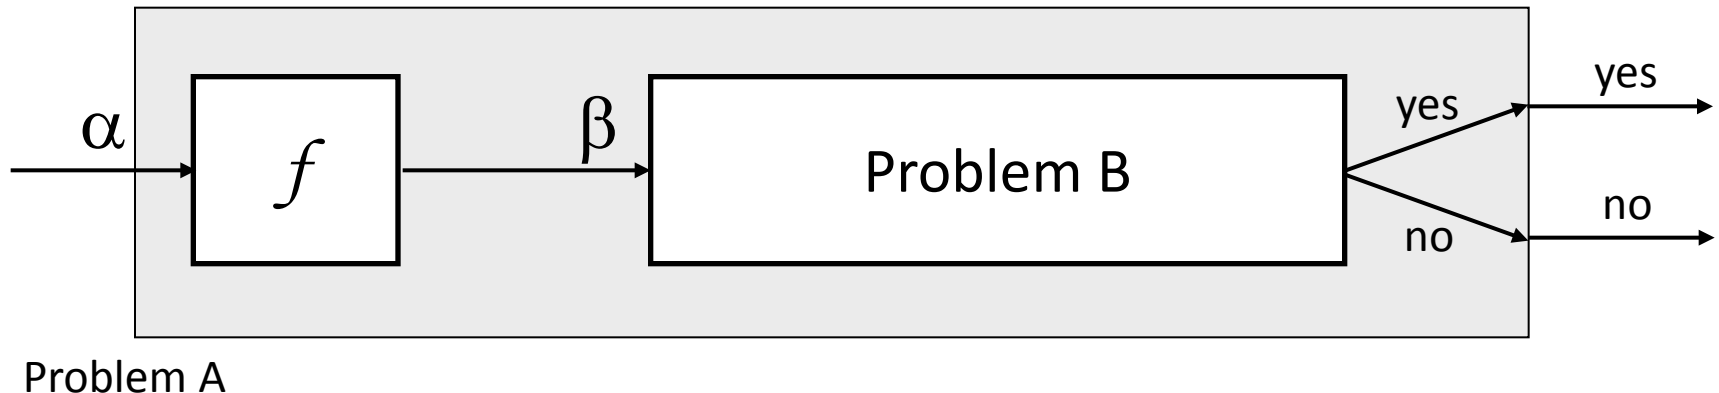 α
f
β
Problem B
yes
no
yes
no
Problem A